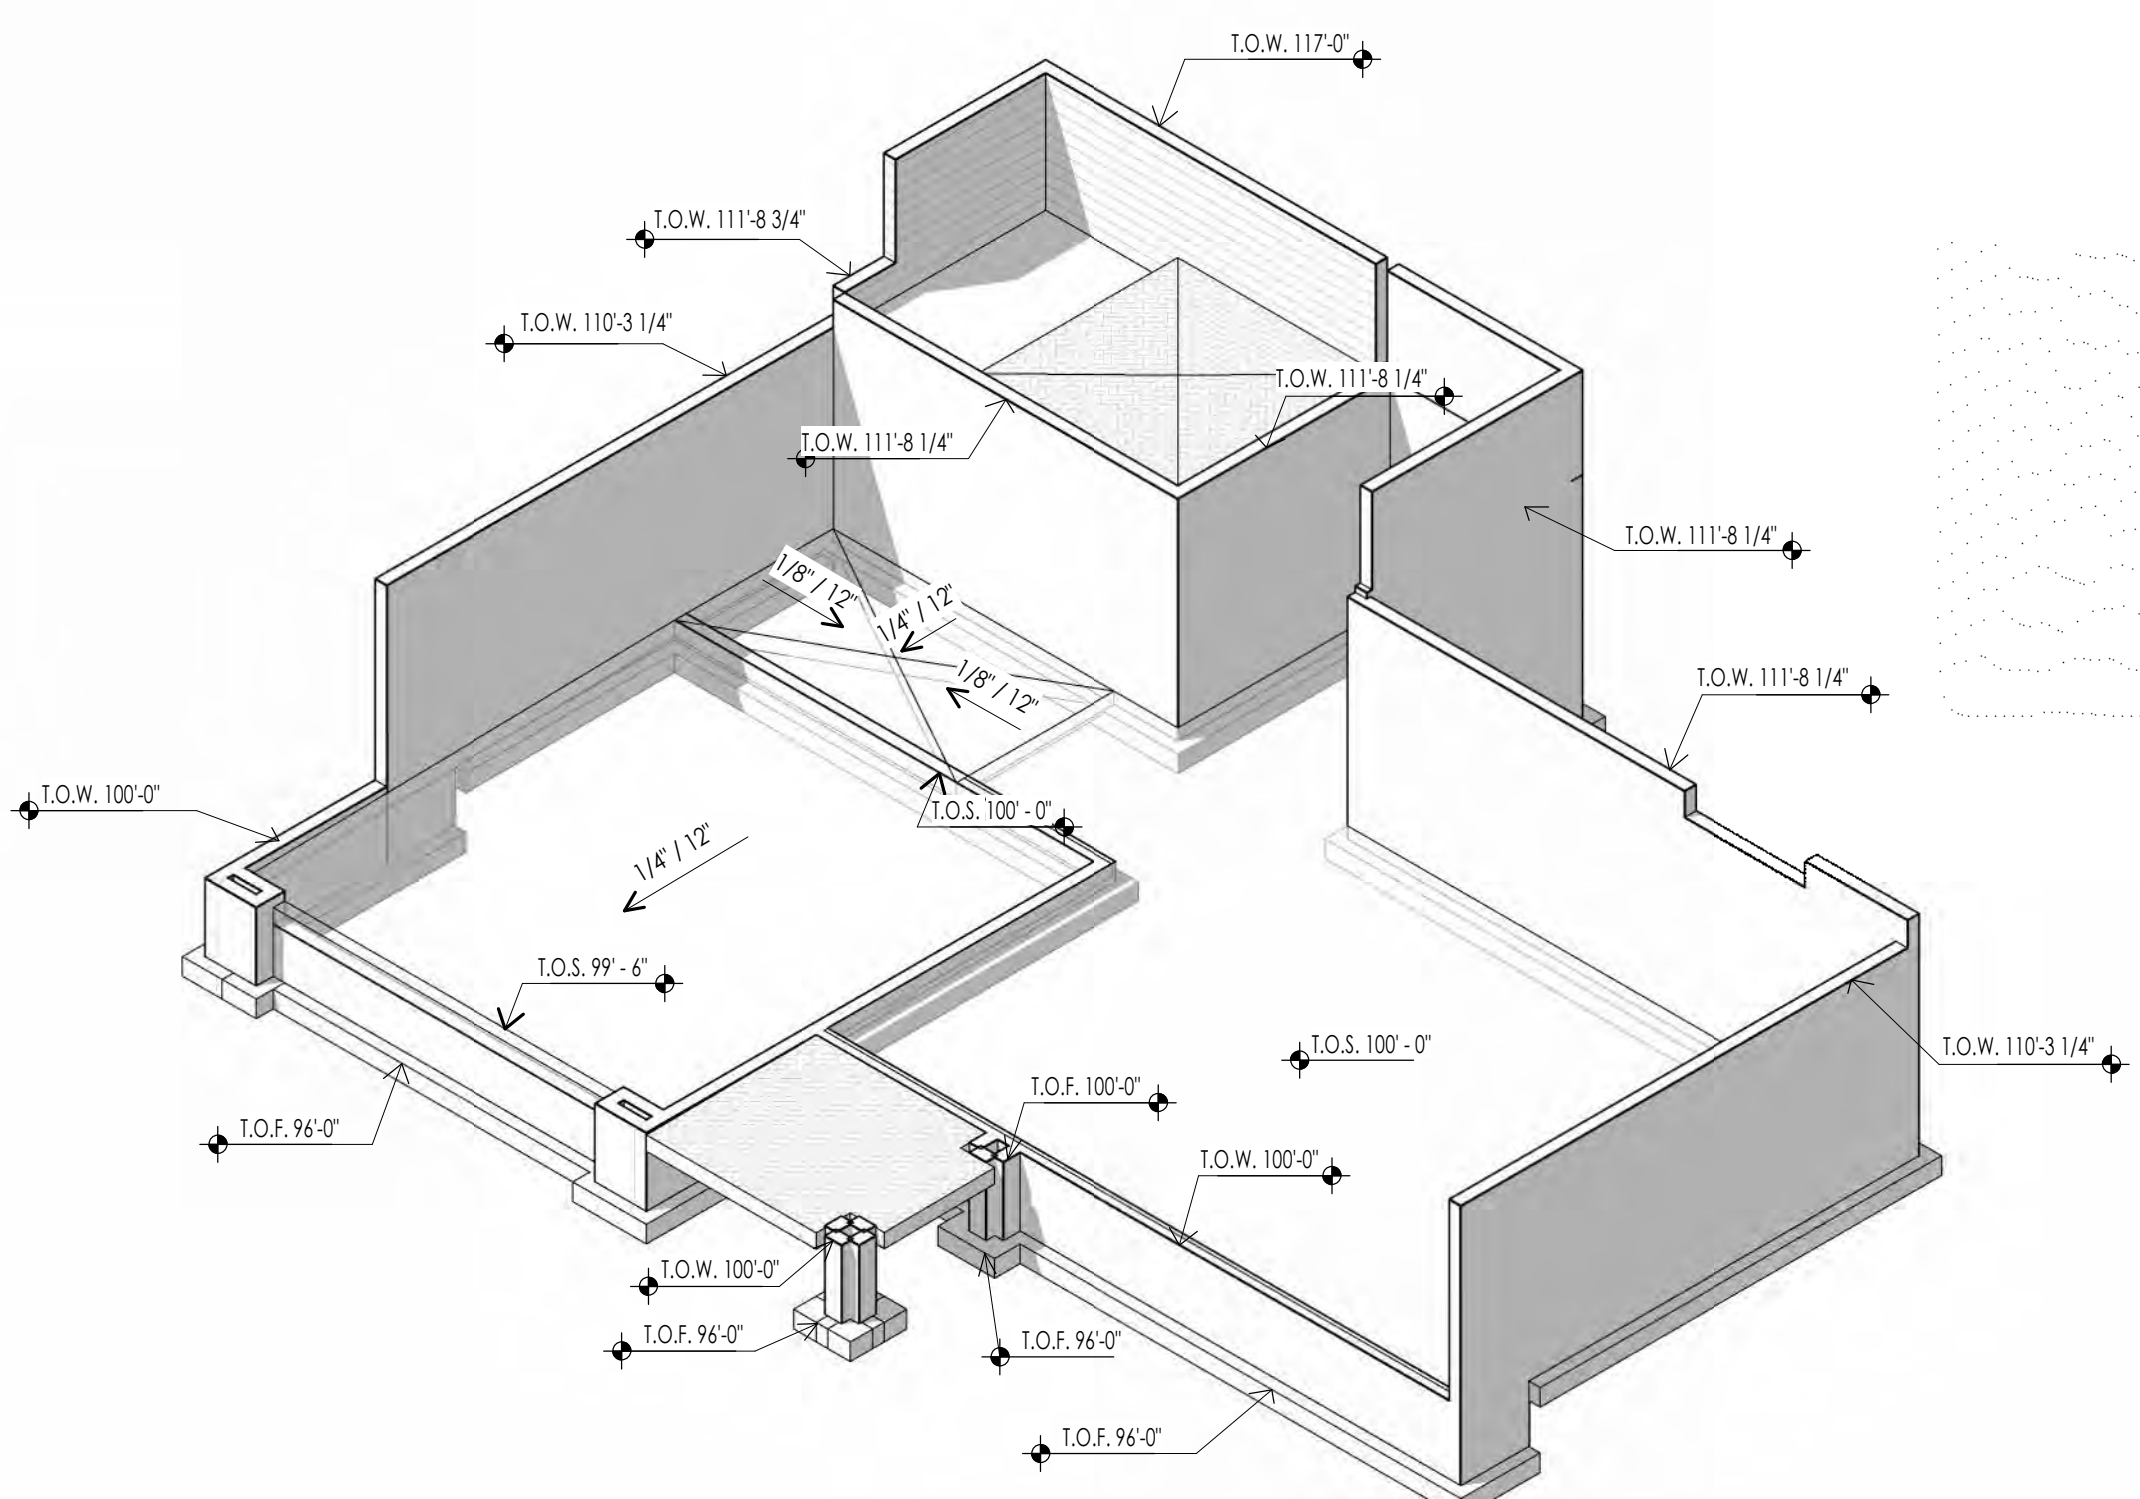 T.O.W. 117'-0"
T.O.W. 111'-8 3/4"
T.O.W. 110'-3 1/4"
T.O.W. 111'-8 1/4"
T.O.W. 111'-8 1/4"
T.O.W. 111'-8 1/4"
1/8" / 12"
1/4" / 12"
1/8" / 12"
T.O.W. 111'-8 1/4"
T.O.W. 100'-0"
T.O.S. 100' - 0"
1/4" / 12"
T.O.S. 99' - 6"
T.O.S. 100' - 0"
T.O.W. 110'-3 1/4"
T.O.F. 100'-0"
T.O.F. 96'-0"
T.O.W. 100'-0"
T.O.W. 100'-0"
T.O.F. 96'-0"
T.O.F. 96'-0"
T.O.F. 96'-0"